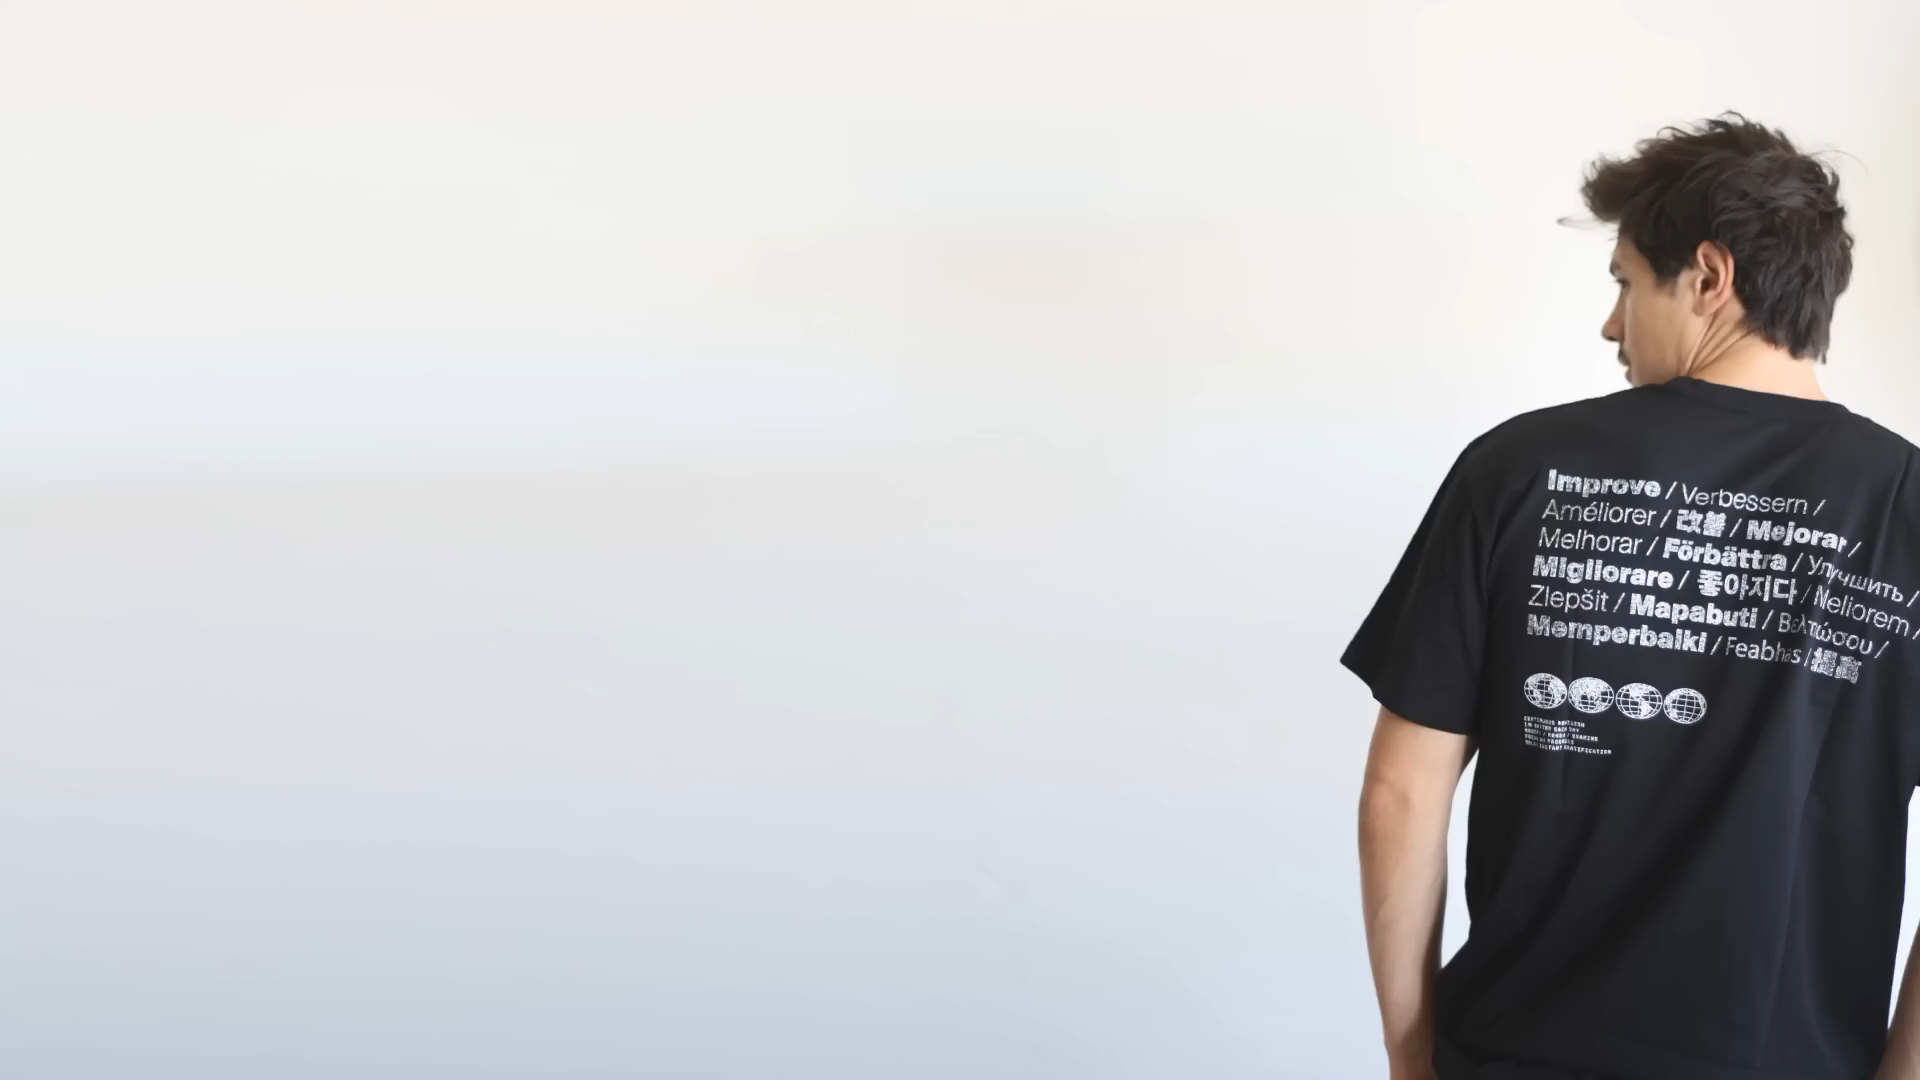 Improve / Verbessern /
Améliorer / 改善 / Mejorar /
Melhorar / Förbättra / Улучшить /
Migliorare / 좋아지다 / Meliorem /
Zlepšit / Mapabuti / Βελτιώσου /
Memperbaiki / Feabhas / 提高